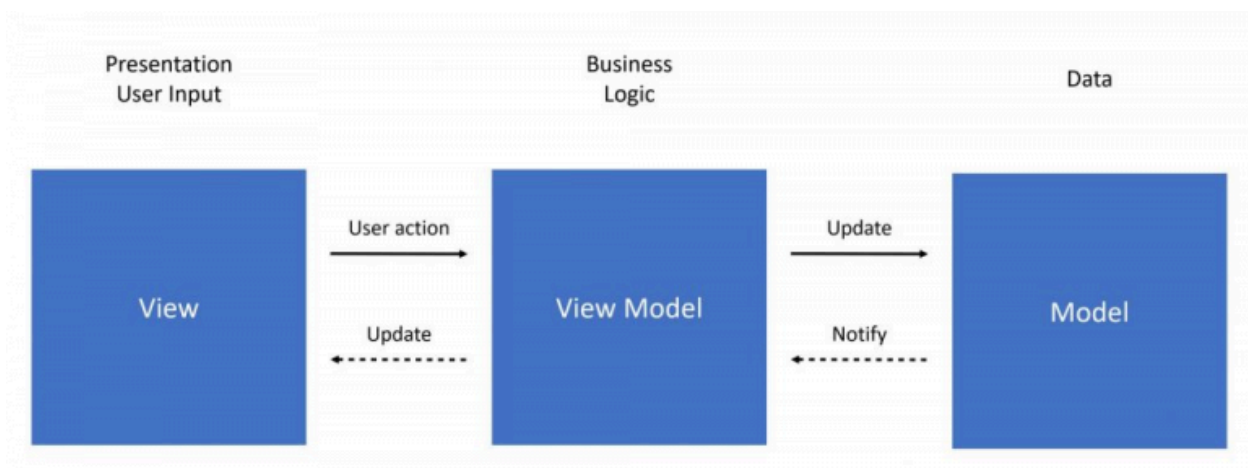 Presentation
User Input
Business
Logic
Data
User action
Update
View
View Model
Model
Update
Notify